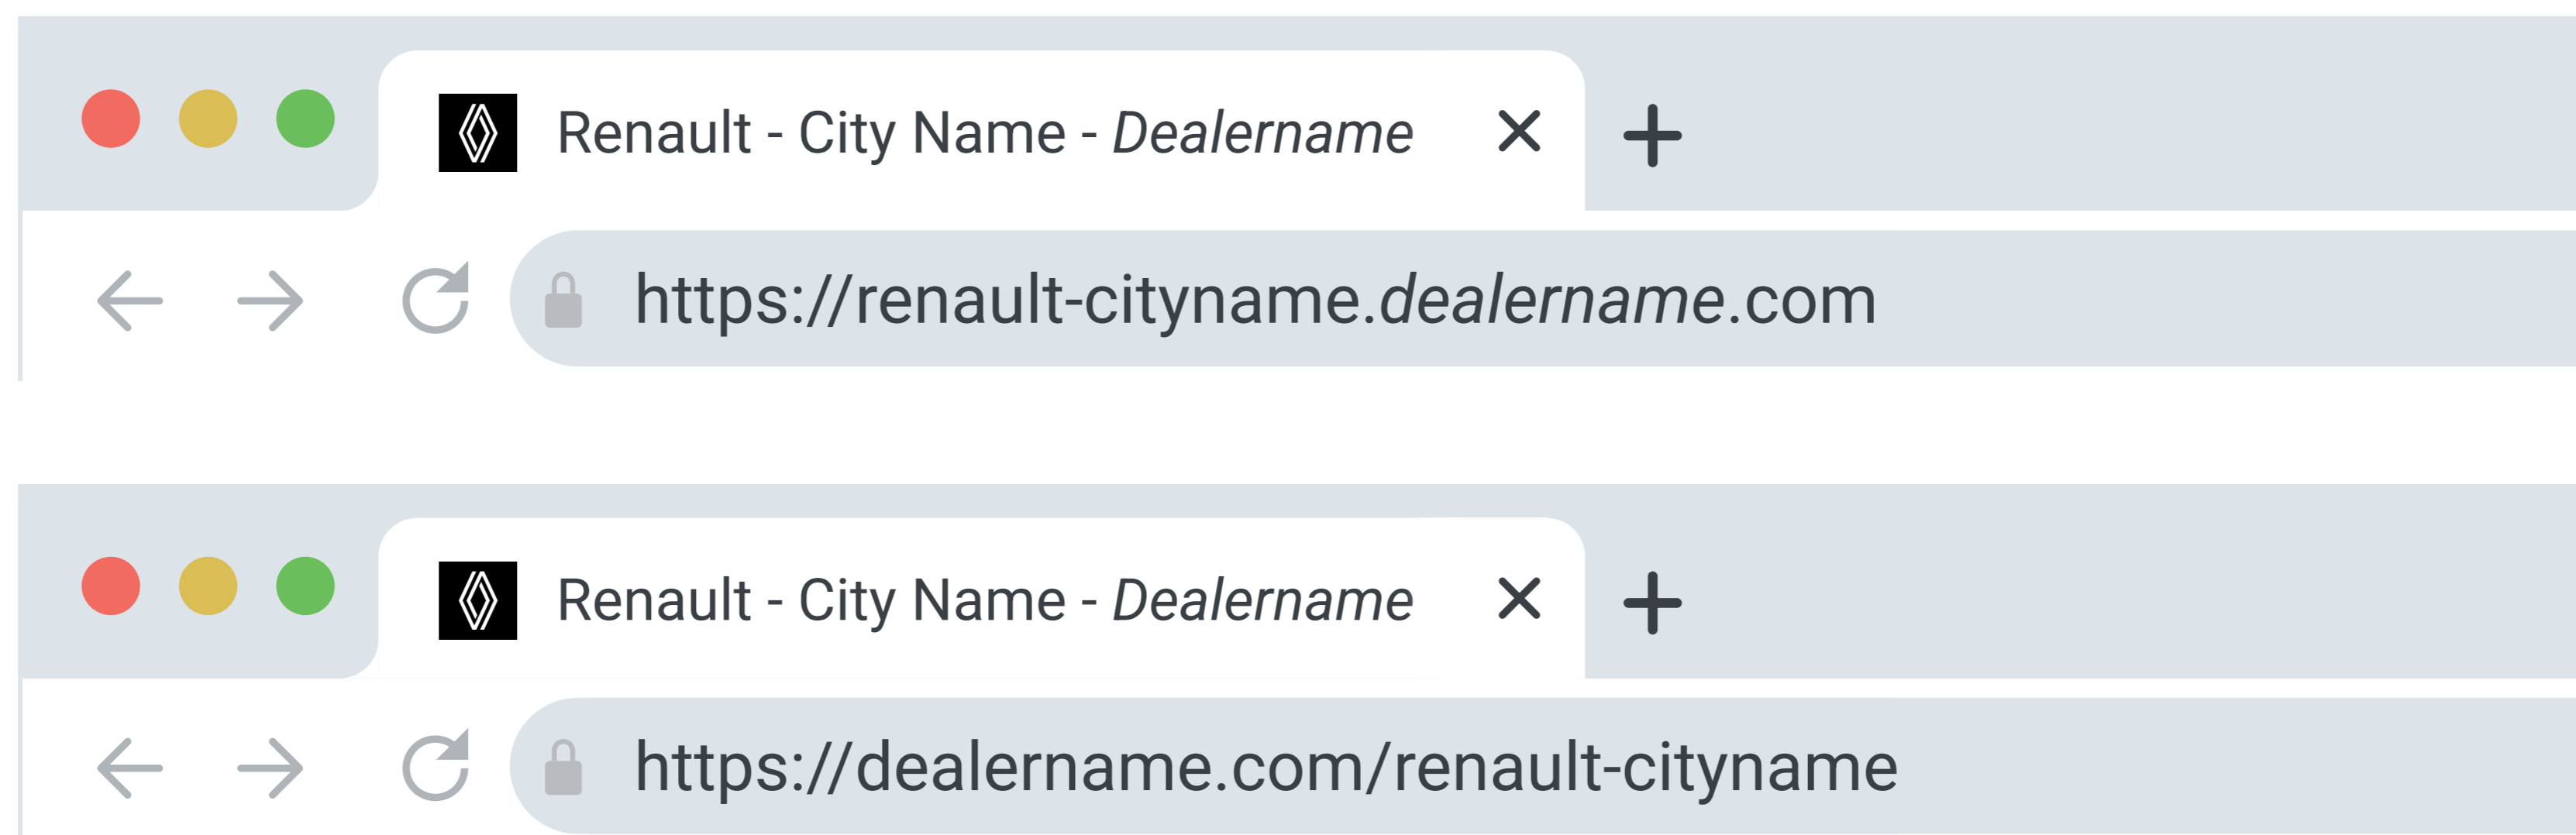 Renault - City Name - Dealername
https://renault-cityname.dealername.com
Renault - City Name - Dealername
https://dealername.com/renault-cityname